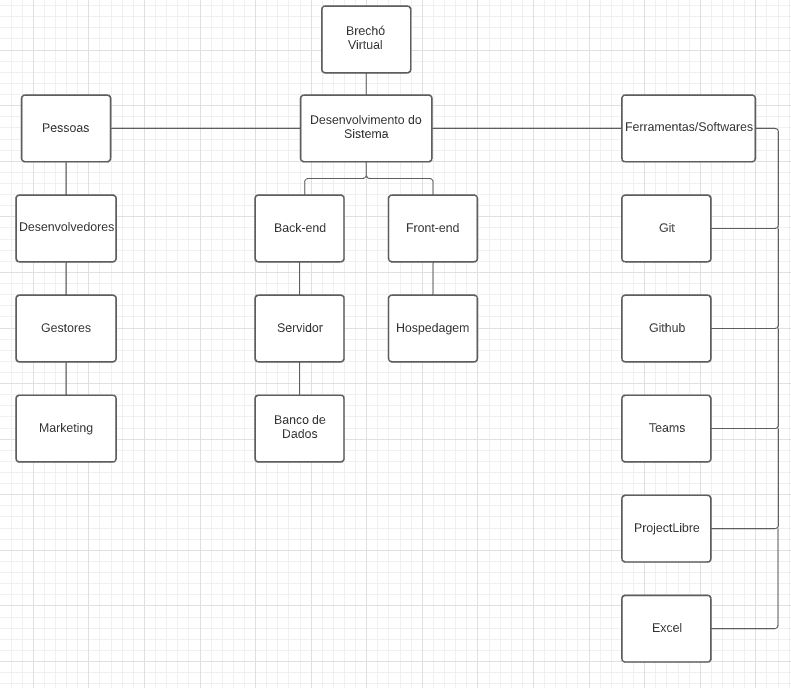 Brechó
Virtual
Pessoas
Desenvolvimento do
Sistema
Ferramentas/Softwares
Desenvolvedores
Back-end
Front-end
Git
Gestores
Servidor
Hospedagem
Github
Marketing
Banco de
Dados
Teams
ProjectLibre
Excel